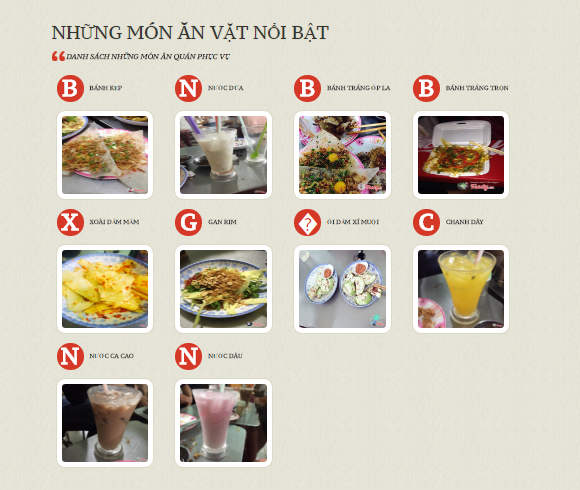 NHỮNG MÓN ĂN VẶT NỔI BẬT
DANH SÁCH NHỮNG MÓN ĂN QUÁN PHỤC VỤ
B BÁNH KẸP
N NƯỚC DỪA
B BÁNH TRÁNG ỐP LA
B BÁNH TRÁNG TRỘN
X XOÀI DẦM MẮM
G GAN RIM
� ỔI DẦM XÍ MUỘI
C CHANH DÂY
N NƯỚC CA CAO
N NƯỚC DÂU